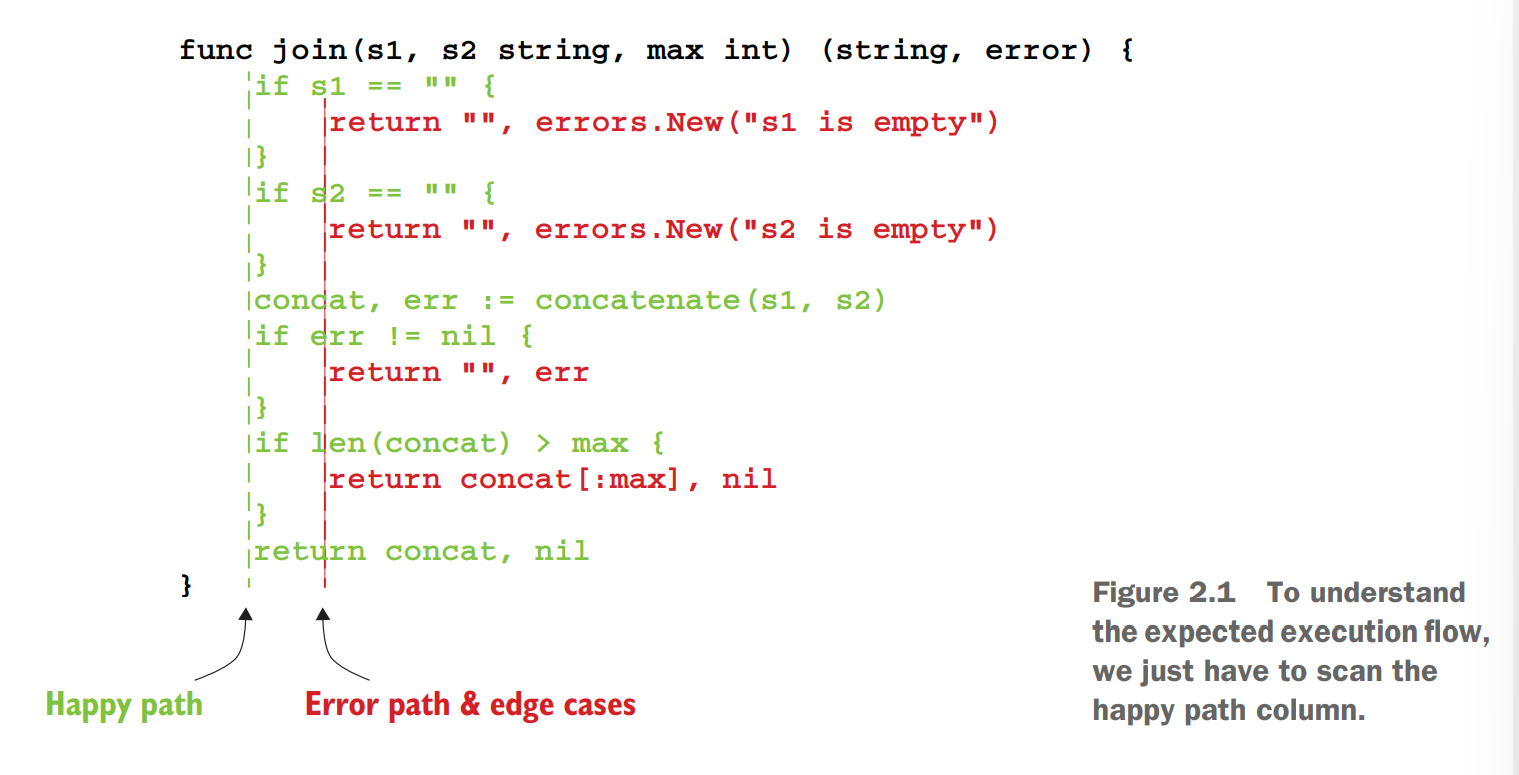 func join(s1, s2 string, max int) (string, error) {
if s1 == "" {
return "", errors.New("s1 is empty")
}
if s2 == "" {
return "", errors.New("s2 is empty")
}
concat, err := concatenate(s1, s2)
if err != nil {
return "", err
}
if len(concat) > max {
return concat[:max], nil
}
return concat, nil
}
Happy path
Error path & edge cases
Figure 2.1 To understand
the expected execution flow,
we just have to scan the
happy path column.